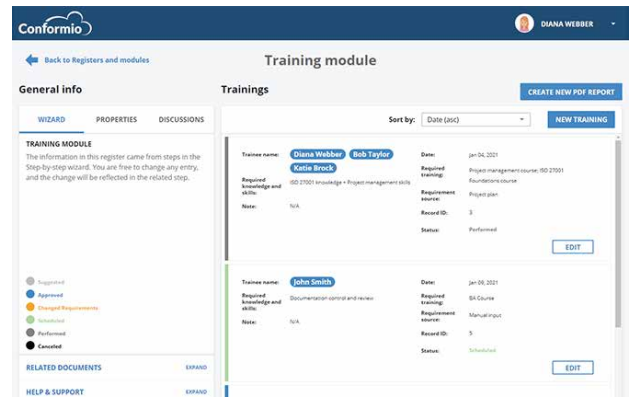 Conformio
DIANA WEBBER
Back to Registers and modules
Training module
General info
WIZARD
PROPERTIES
DISCUSSIONS
TRAINING MODULE
The information in this register came from steps in the
Step-by-step wizard. You are free to change any entry,
and the change will be reflected in the related step.
Suggested
Approved
Changed Requirements
Scheduled
Performed
Canceled
RELATED DOCUMENTS
EXPAND
HELP & SUPPORT
EXPAND
Trainings
CREATE NEW PDF REPORT
Sort by:
Date (asc)
NEW TRAINING
Trainee name:
Diana Webber
Bob Taylor
Katie Brock
Required
knowledge and
skills:
ISO 27001 knowledge + Project management skills
Note:
N/A
Date:
Jan 04, 2021
Required
training:
Project management course; ISO 27001
Foundations course
Requirement
source:
Project plan
Record ID:
3
Status:
Performed
EDIT
Trainee name:
John Smith
Required
knowledge and
skills:
Documentation control and review
Note:
N/A
Date:
Jan 09, 2021
Required
training:
BA Course
Requirement
source:
Manual input
Record ID:
5
Status:
Scheduled
EDIT